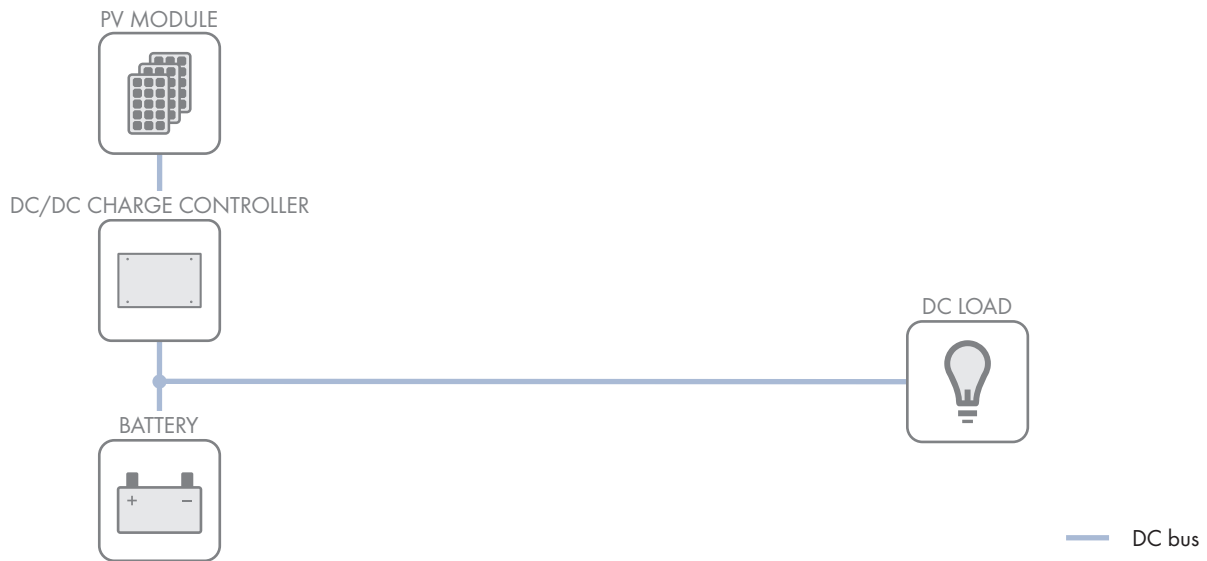 PV MODULE
DC/DC CHARGE CONTROLLER
DC LOAD
BATTERY
+ −
DC bus